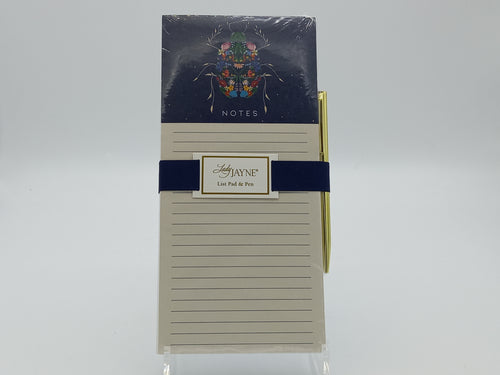 NOTES
Lady JAYNE®
List Pad & Pen